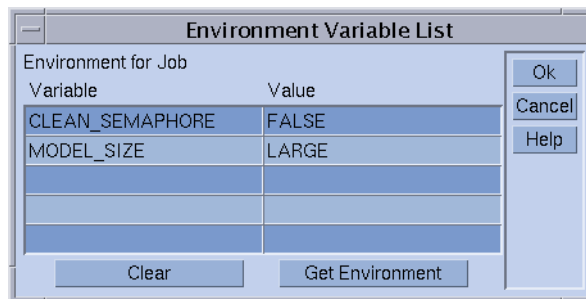 Environment Variable List
Environment for Job
Variable Value
CLEAN_SEMAPHORE FALSE
MODEL_SIZE LARGE
Clear Get Environment
Ok
Cancel
Help